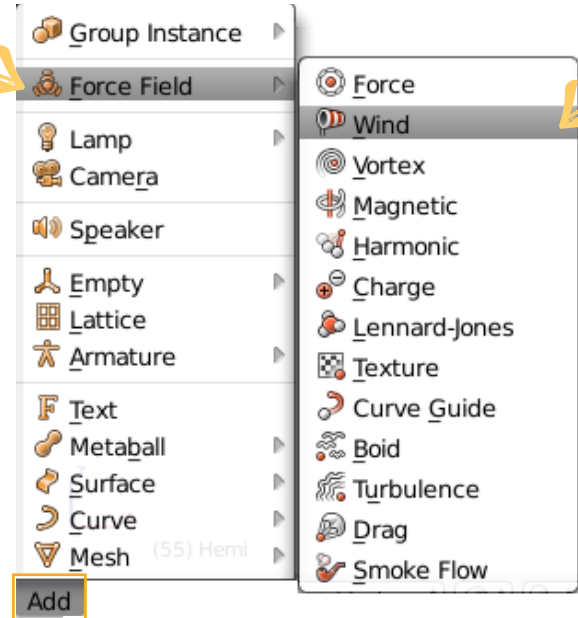 Group Instance
Force Field
Lamp
Camera
Speaker
Empty
Lattice
Armature
Text
Metaball
Surface
Curve
(55) Hemi
Mesh
Add
Force
Wind
Vortex
Magnetic
Harmonic
Charge
Lennard-Jones
Texture
Curve Guide
Boid
Turbulence
Drag
Smoke Flow